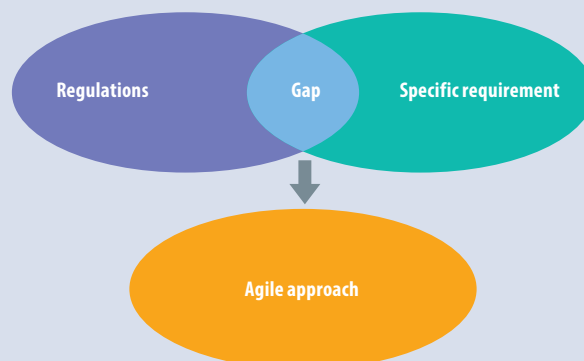 Regulations
Gap
Specific requirement
Agile approach